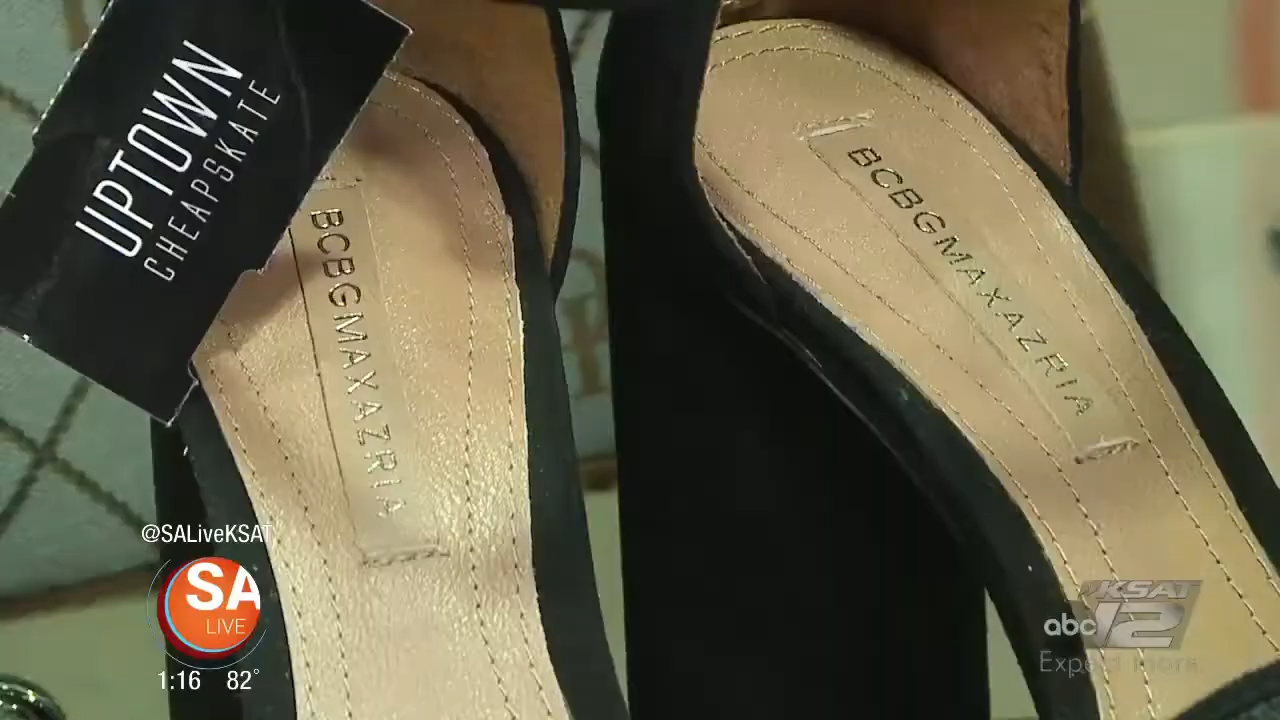 UPTOWN
CHEAPSKATE
BCBGMAXAZRIA
BCBGMAXAZRIA
@SALiveKSAT
SA
LIVE
1:16 82°
KSAT
abc 12
Expect More